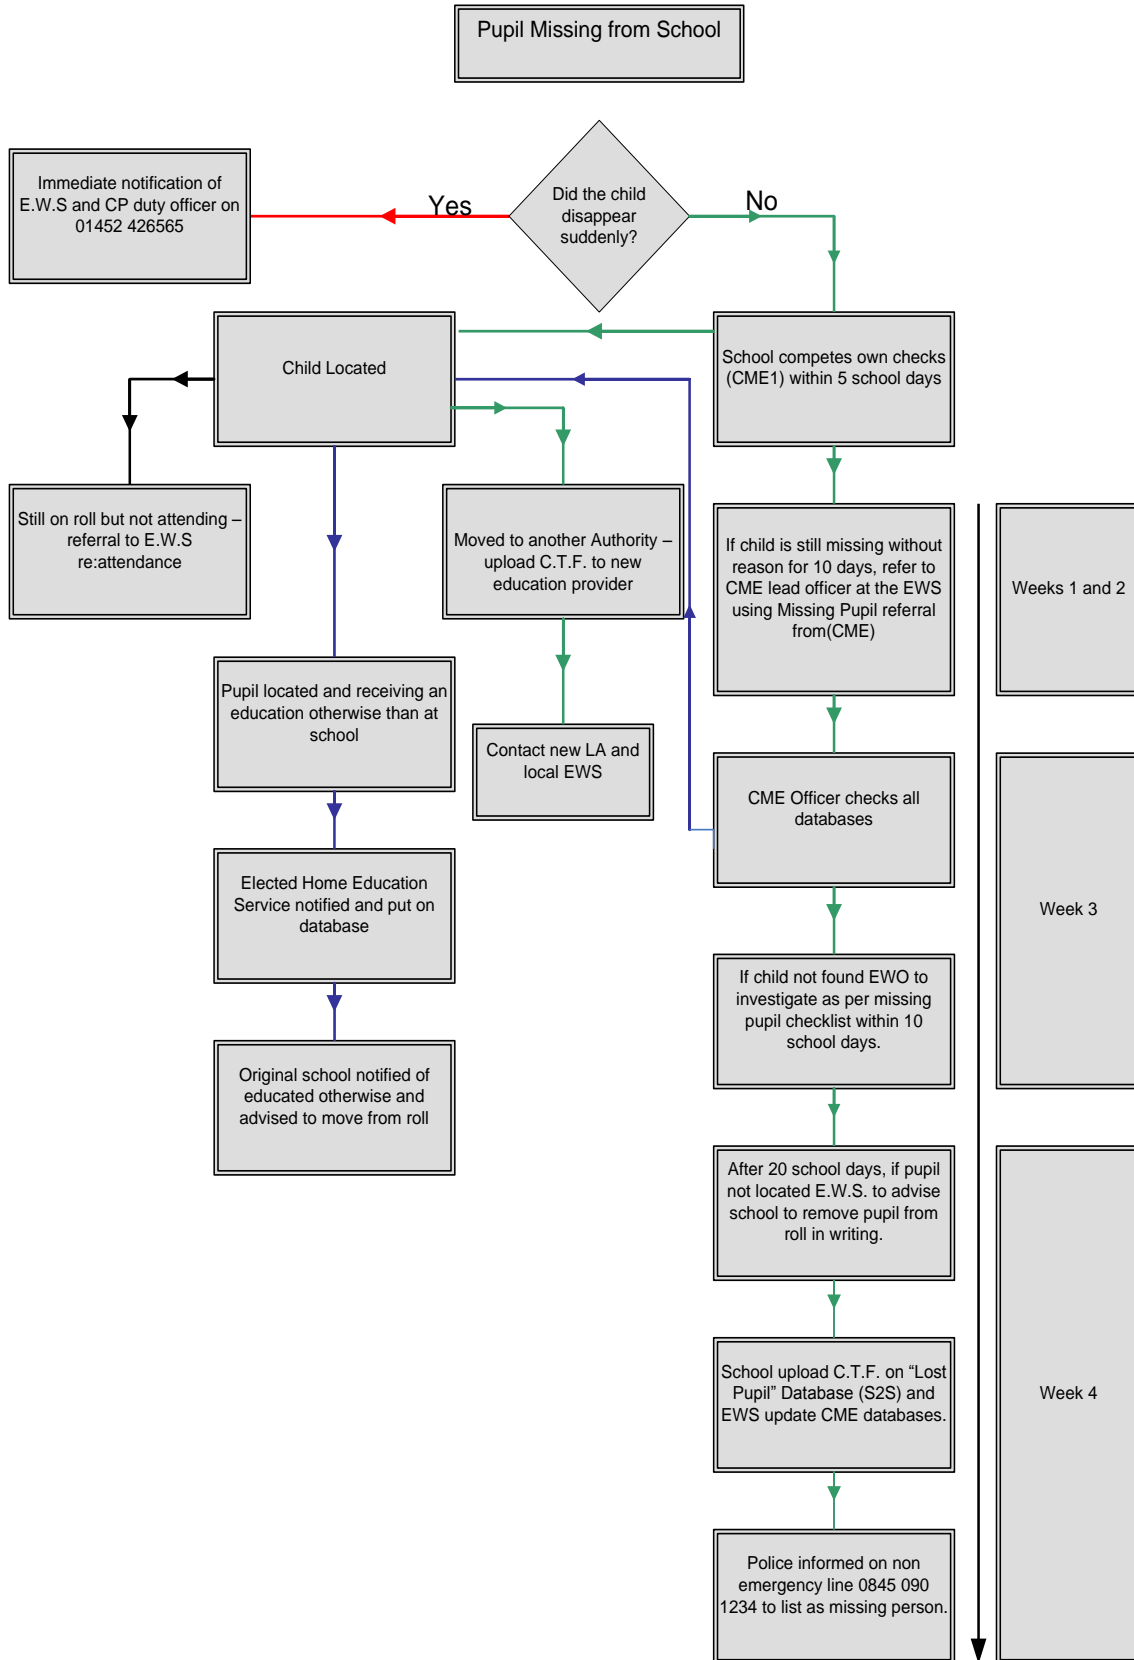 Pupil Missing from School
Did the child
disappear
suddenly?
Yes
No
Immediate notification of
E.W.S and CP duty officer on
01452 426565
Child Located
School competes own checks
(CME1) within 5 school days
Still on roll but not attending –
referral to E.W.S
re:attendance
Moved to another Authority –
upload C.T.F. to new
education provider
If child is still missing without
reason for 10 days, refer to
CME lead officer at the EWS
using Missing Pupil referral
from(CME)
Weeks 1 and 2
Pupil located and receiving an
education otherwise than at
school
Contact new LA and
local EWS
CME Officer checks all
databases
Week 3
Elected Home Education
Service notified and put on
database
If child not found EWO to
investigate as per missing
pupil checklist within 10
school days.
Original school notified of
educated otherwise and
advised to move from roll
After 20 school days, if pupil
not located E.W.S. to advise
school to remove pupil from
roll in writing.
School upload C.T.F. on “Lost
Pupil” Database (S2S) and
EWS update CME databases.
Week 4
Police informed on non
emergency line 0845 090
1234 to list as missing person.